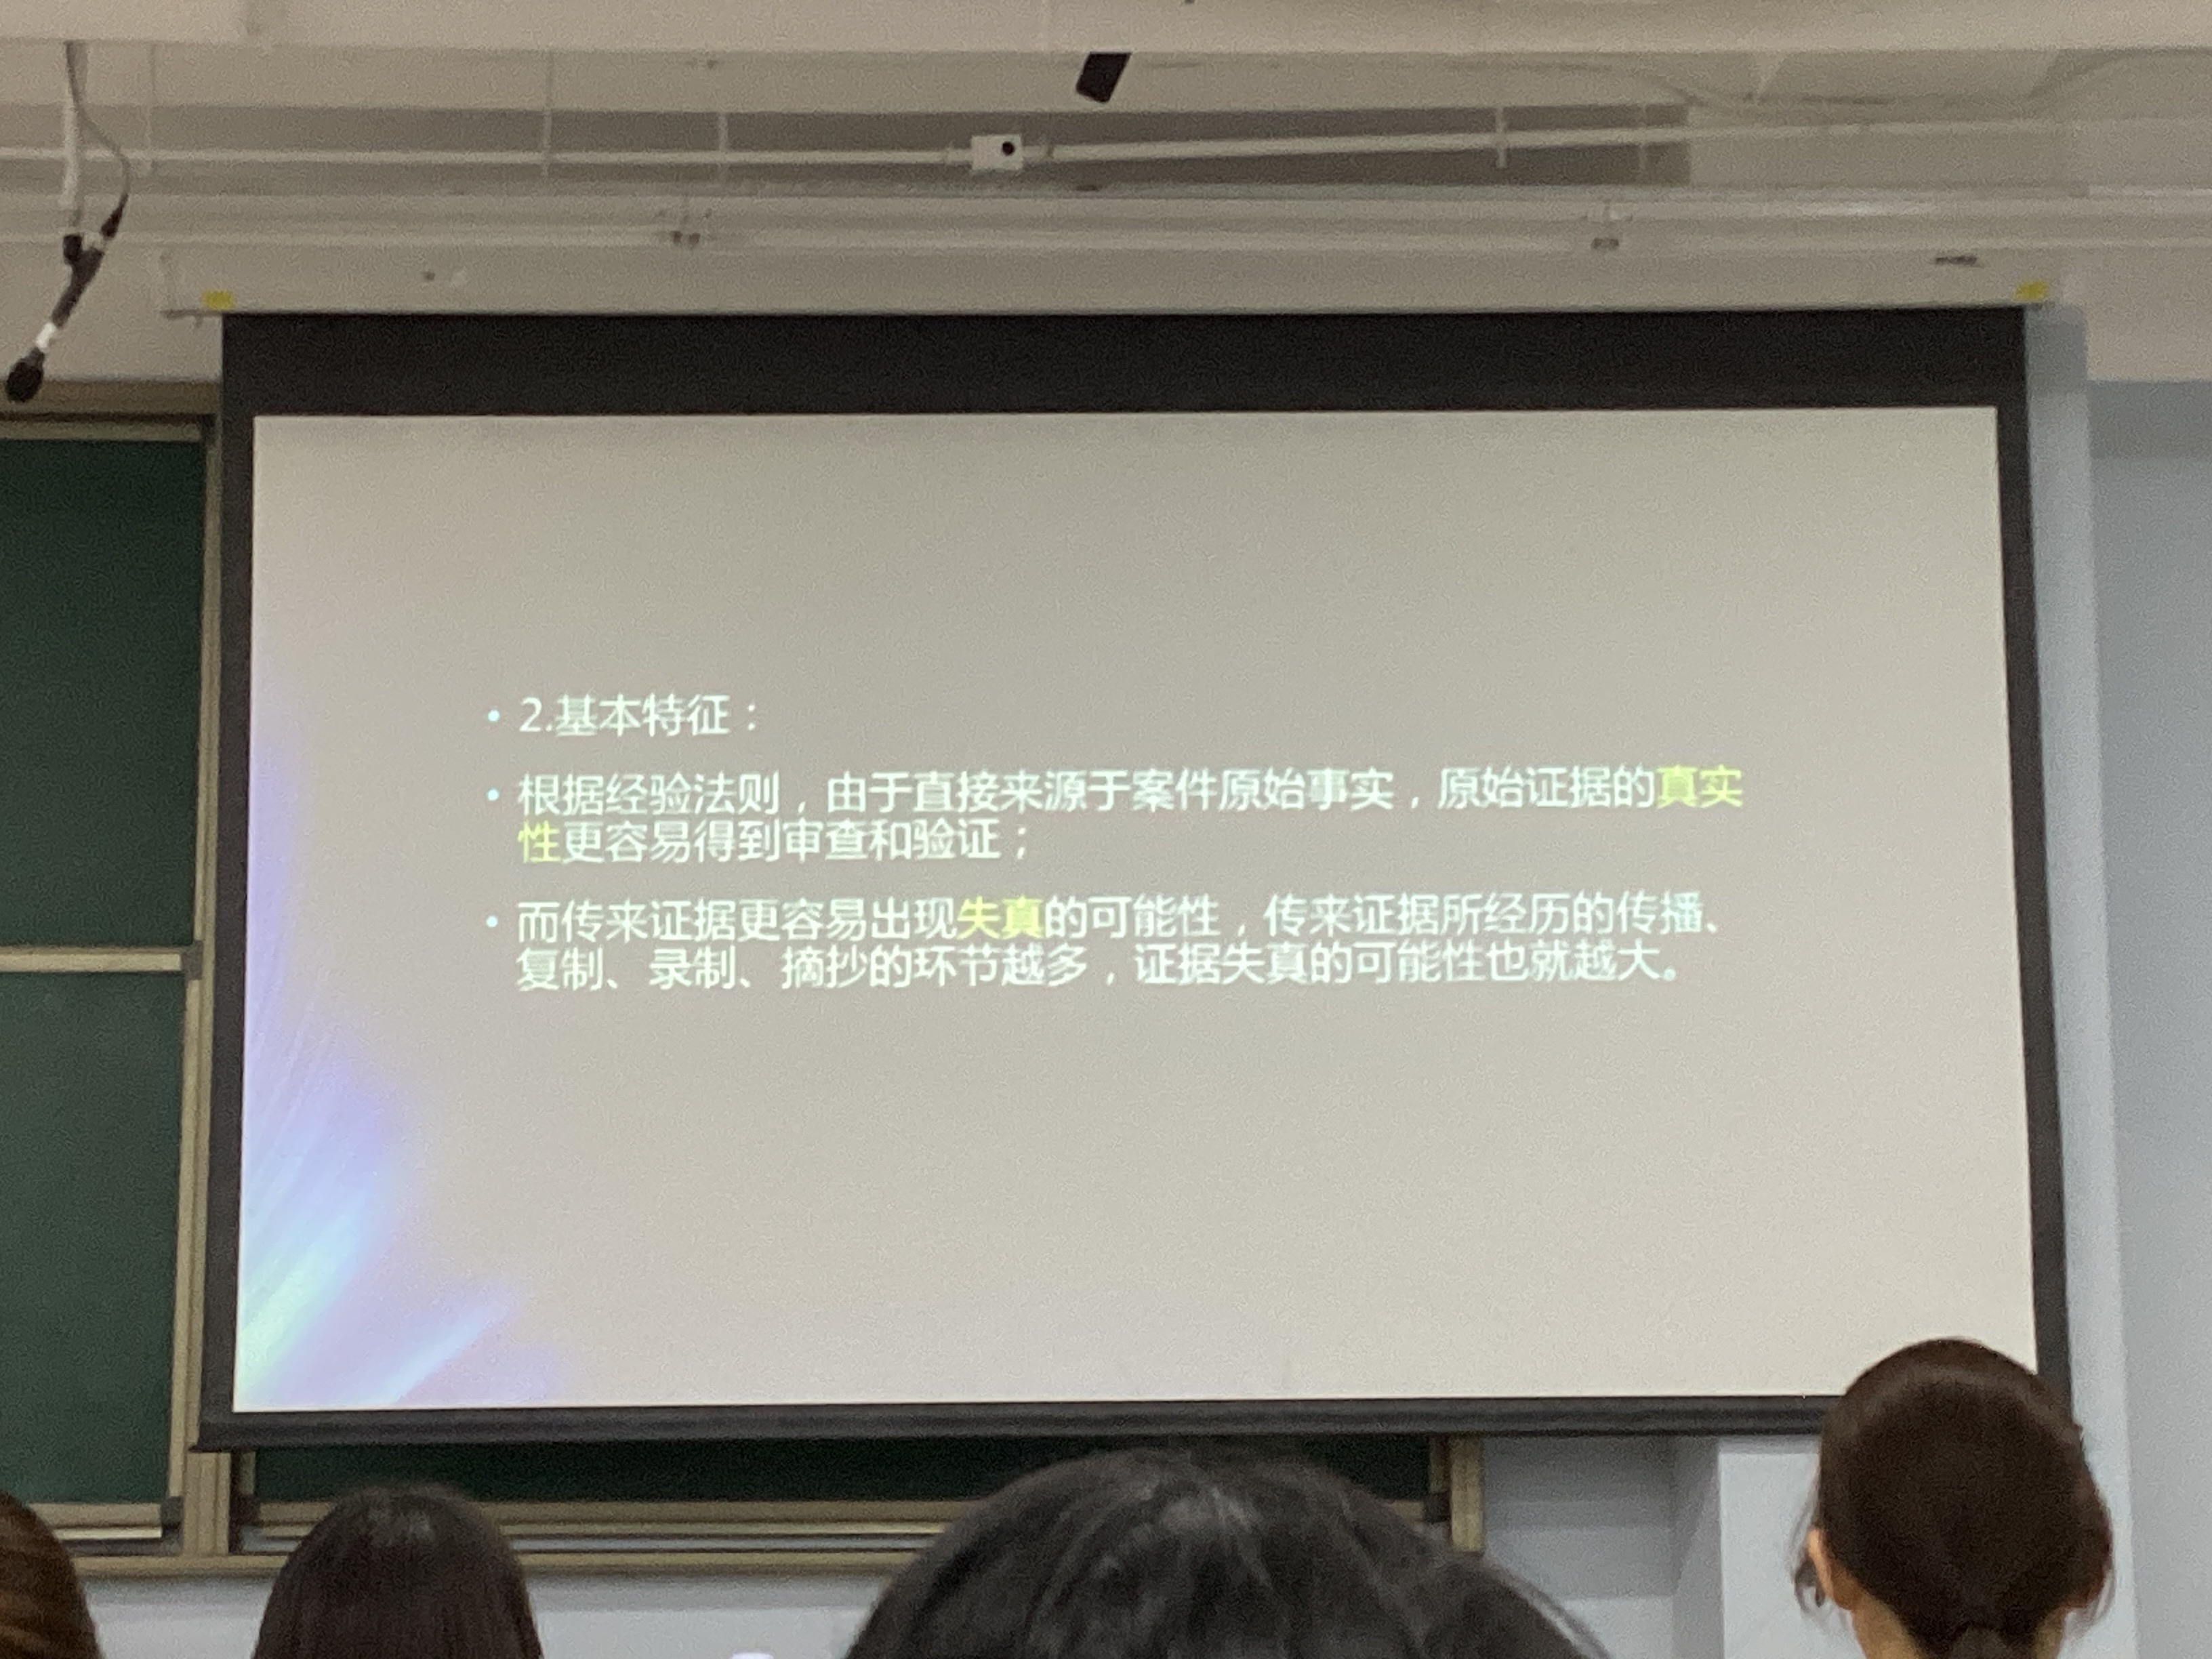 • 2.基本特征：
• 根据经验法则，由于直接来源于案件原始事实，原始证据的真实
性更容易得到审查和验证；
• 而传来证据更容易出现失真的可能性，传来证据所经历的传播、
复制、录制、摘抄的环节越多，证据失真的可能性也就越大。